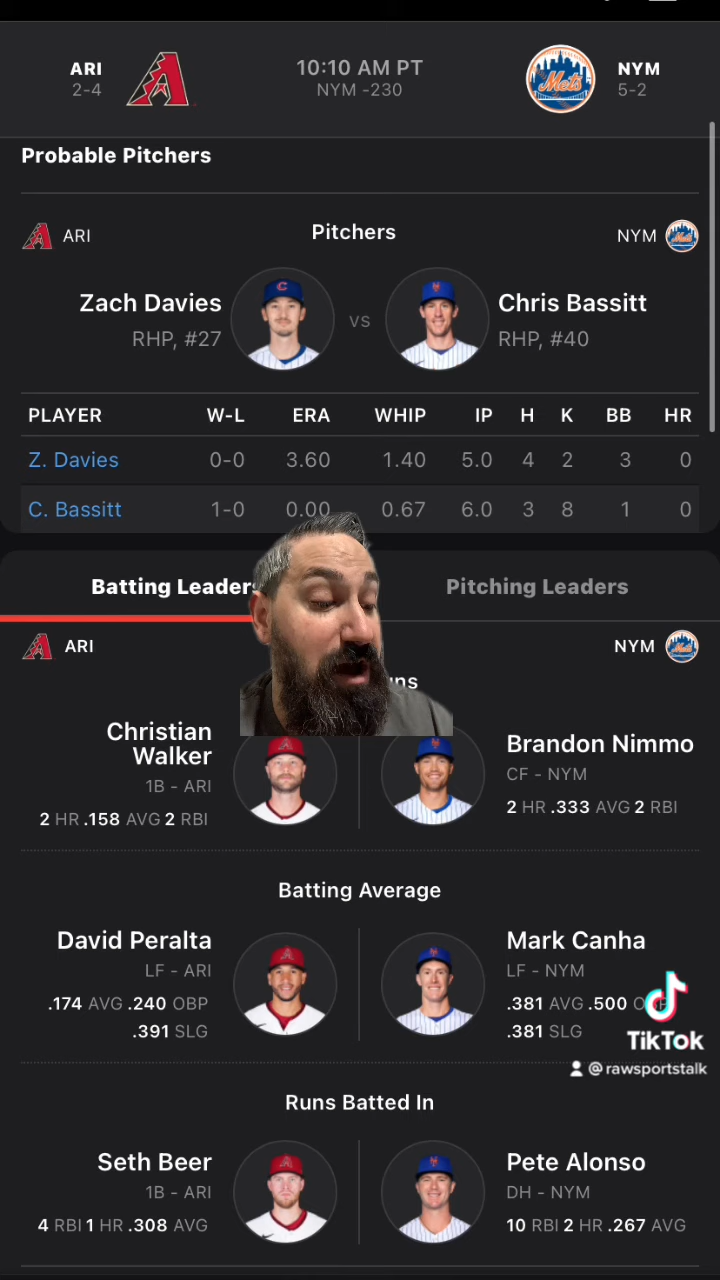 ARI
2-4
10:10 AM PT
NYM -230
Mets
NYM
5-2
Probable Pitchers
ARI
Pitchers
NYM
Zach Davies
RHP, #27
VS
Chris Bassitt
RHP, #40
PLAYER W-L ERA WHIP IP H K BB HR
Z. Davies 0-0 3.60 1.40 5.0 4 2 3 0
C. Bassitt 1-0 0.00 0.67 6.0 3 8 1 0
Batting Leaders
Pitching Leaders
ARI
NYM
Christian
Walker
1B - ARI
2 HR .158 AVG 2 RBI
Brandon Nimmo
CF - NYM
2 HR .333 AVG 2 RBI
Batting Average
David Peralta
LF - ARI
.174 AVG .240 OBP
.391 SLG
Mark Canha
LF - NYM
.381 AVG .500 OBP
.381 SLG
TikTok
@rawsportstalk
Runs Batted In
Seth Beer
1B - ARI
4 RBI 1 HR .308 AVG
Pete Alonso
DH - NYM
10 RBI 2 HR .267 AVG